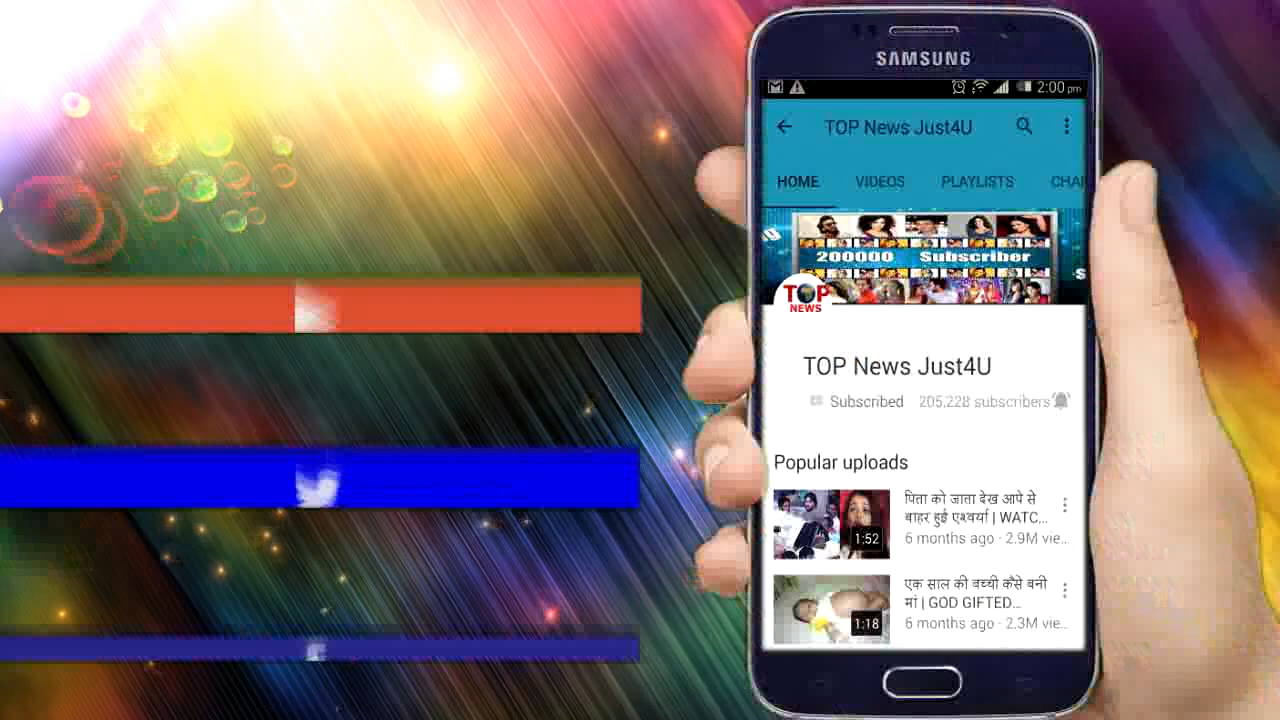 SAMSUNG
2:00 pm
TOP News Just4U
HOME VIDEOS PLAYLISTS CHA
200000 Subscriber
TOP
NEWS
TOP News Just4U
Subscribed 205,228 subscribers
Popular uploads
पिता को जाता देख आपे से
बाहर हुई एश्वर्या | WATC...
6 months ago · 2.9M vie...
1:52
एक साल की बच्ची कैसे बनी
मां | GOD GIFTED...
6 months ago · 2.3M vie...
1:18